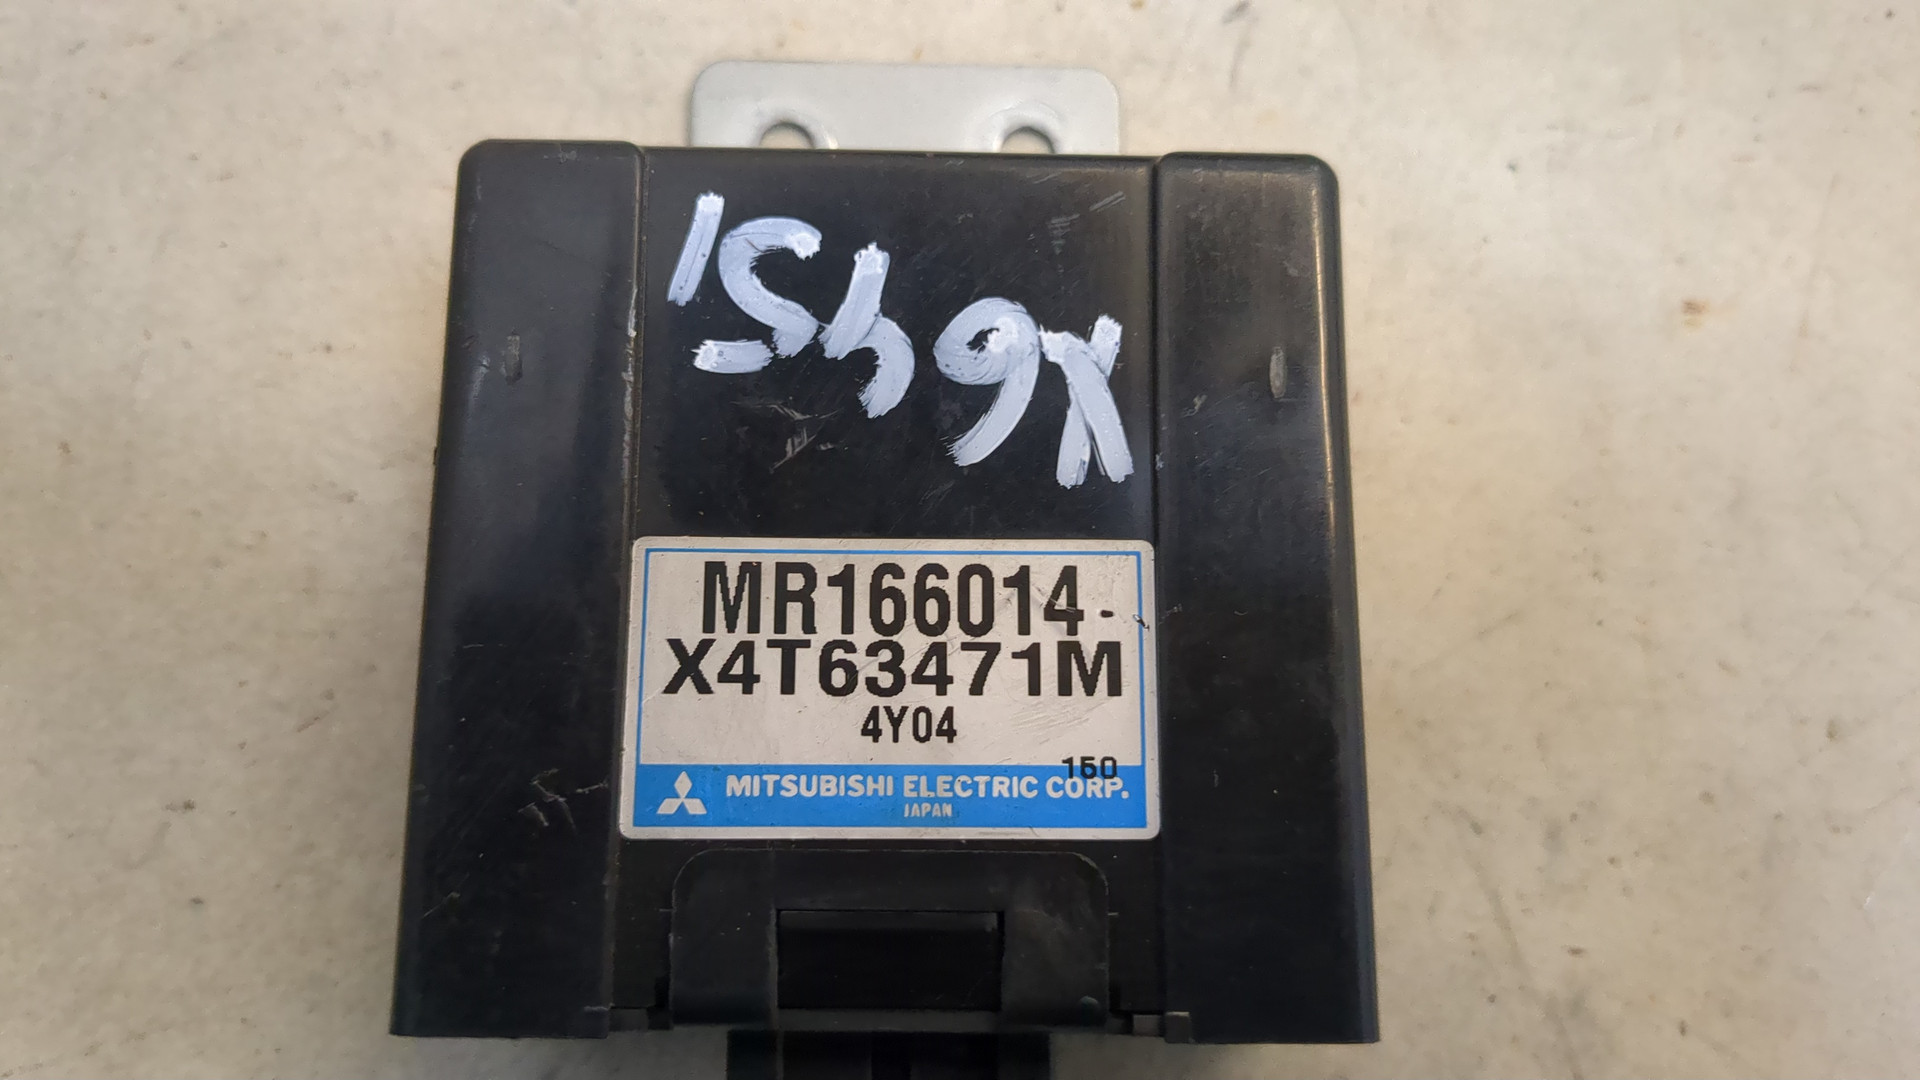 MR166014-
X4T63471M
4Y04
150
MITSUBISHI ELECTRIC CORP.
JAPAN